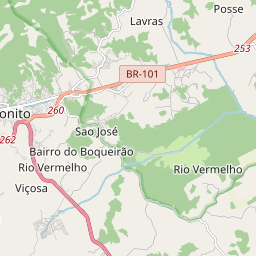 Posse
Lavras
253
BR-101
260
onito
262
Sao José
Bairro do Boqueirão
Rio Vermelho
Rio Vermelho
Viçosa